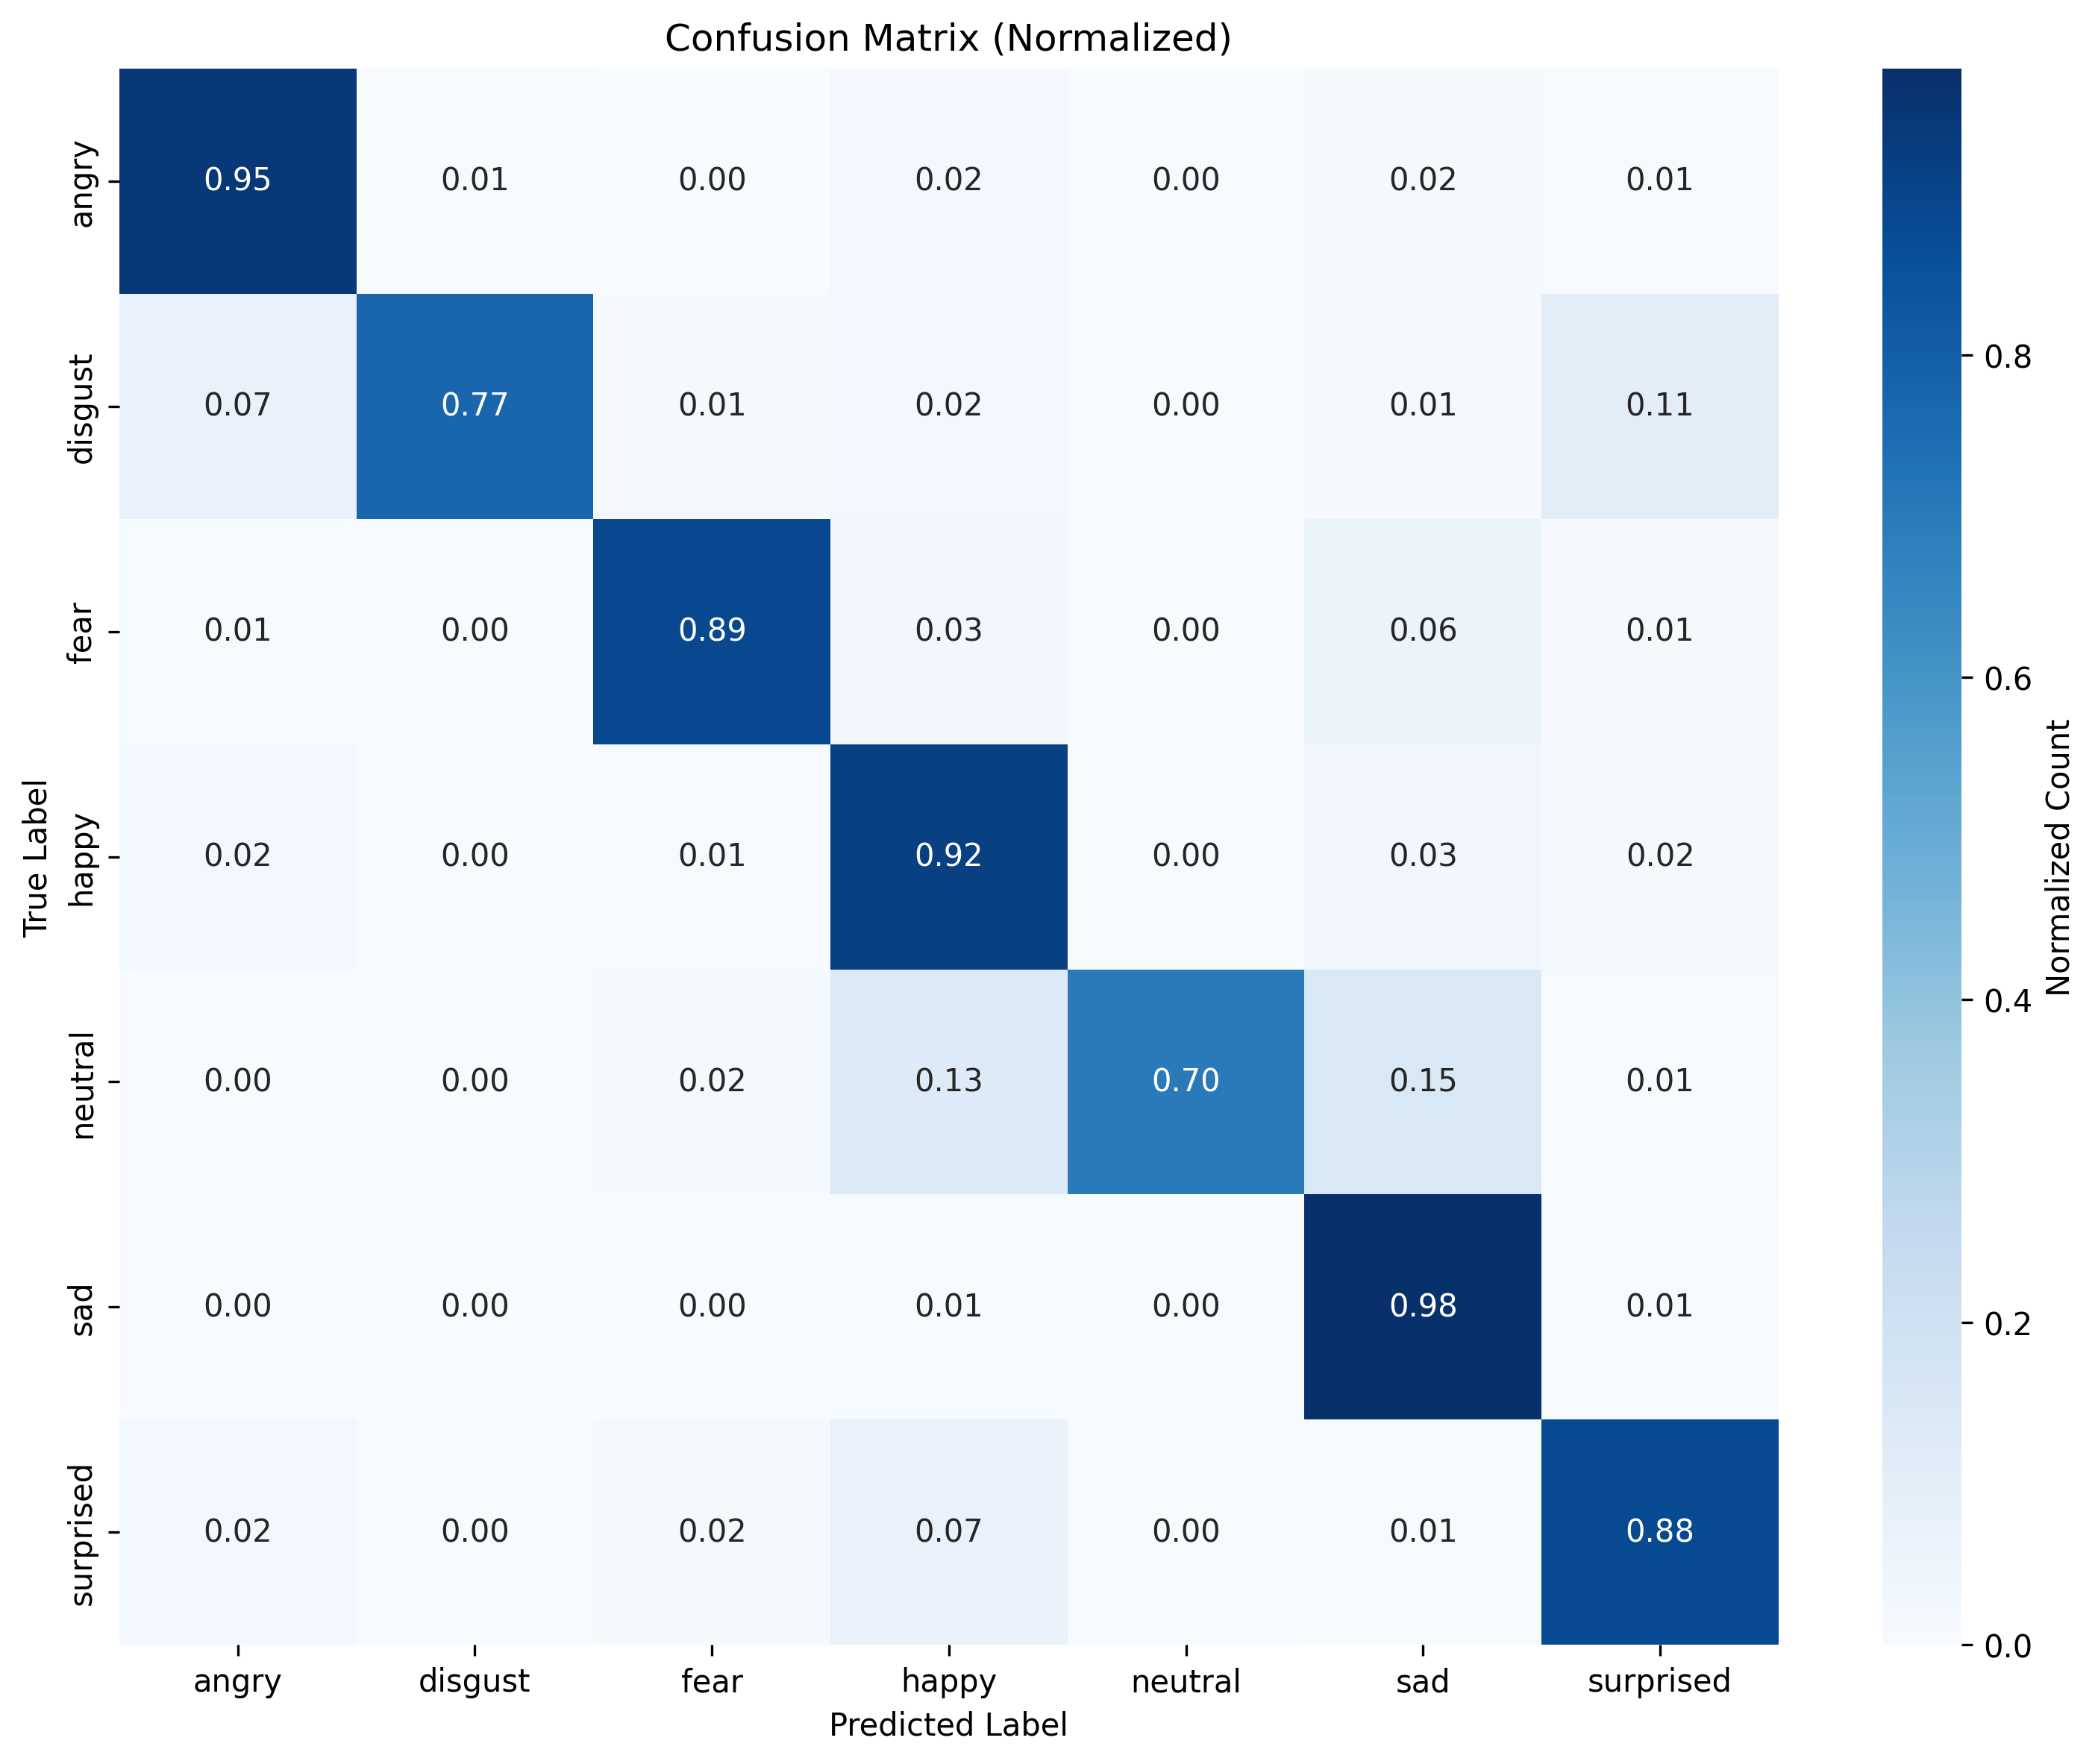 Confusion Matrix (Normalized)
True Label
angry 0.95 0.01 0.00 0.02 0.00 0.02 0.01
disgust 0.07 0.77 0.01 0.02 0.00 0.01 0.11
fear 0.01 0.00 0.89 0.03 0.00 0.06 0.01
happy 0.02 0.00 0.01 0.92 0.00 0.03 0.02
neutral 0.00 0.00 0.02 0.13 0.70 0.15 0.01
sad 0.00 0.00 0.00 0.01 0.00 0.98 0.01
surprised 0.02 0.00 0.02 0.07 0.00 0.01 0.88
angry disgust fear happy neutral sad surprised
Predicted Label
0.8
0.6
0.4
0.2
0.0
Normalized Count